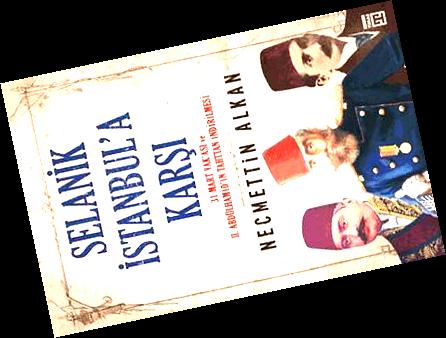 SELANİK
İSTANBUL'A
KARŞI
31 MART VAK'ASI ve
II. ABDÜLHAMİD'İN TAHTTAN İNDİRİLMESİ
NECMETTİN ALKAN